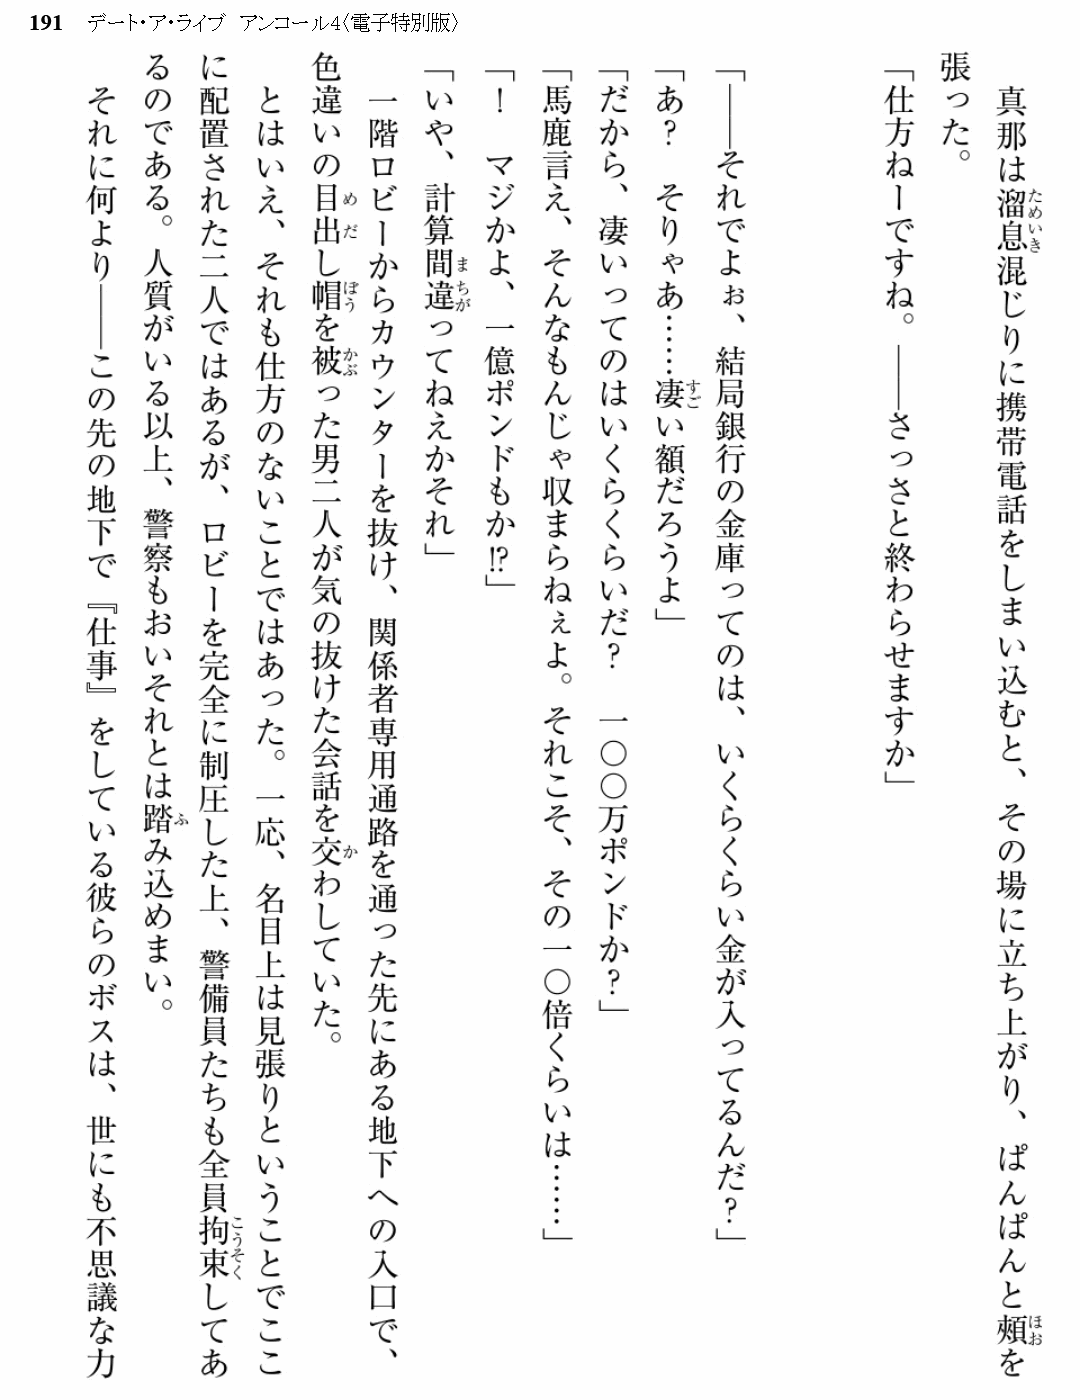 191 デート・ア・ライブ アンコール4〈電子特別版〉
　真那は溜息混じりに携帯電話をしまい込むと、その場に立ち上がり、ぱんぱんと頰を
張った。
「仕方ねーですね。――さっさと終わらせますか」
「――それでよぉ、結局銀行の金庫ってのは、いくらくらい金が入ってるんだ？」
「あ？　そりゃあ……凄い額だろうよ」
「だから、凄いってのはいくらくらいだ？　一〇〇万ポンドか？」
「馬鹿言え、そんなもんじゃ収まらねぇよ。それこそ、その一〇倍くらいは……」
「！　マジかよ、一億ポンドもか!?」
「いや、計算間違ってねえかそれ」
　一階ロビーからカウンターを抜け、関係者専用通路を通った先にある地下への入口で、
色違いの目出し帽を被った男二人が気の抜けた会話を交わしていた。
　とはいえ、それも仕方のないことではあった。一応、名目上は見張りということでここ
に配置された二人ではあるが、ロビーを完全に制圧した上、警備員たちも全員拘束してあ
るのである。人質がいる以上、警察もおいそれとは踏み込めまい。
　それに何より――この先の地下で『仕事』をしている彼らのボスは、世にも不思議な力